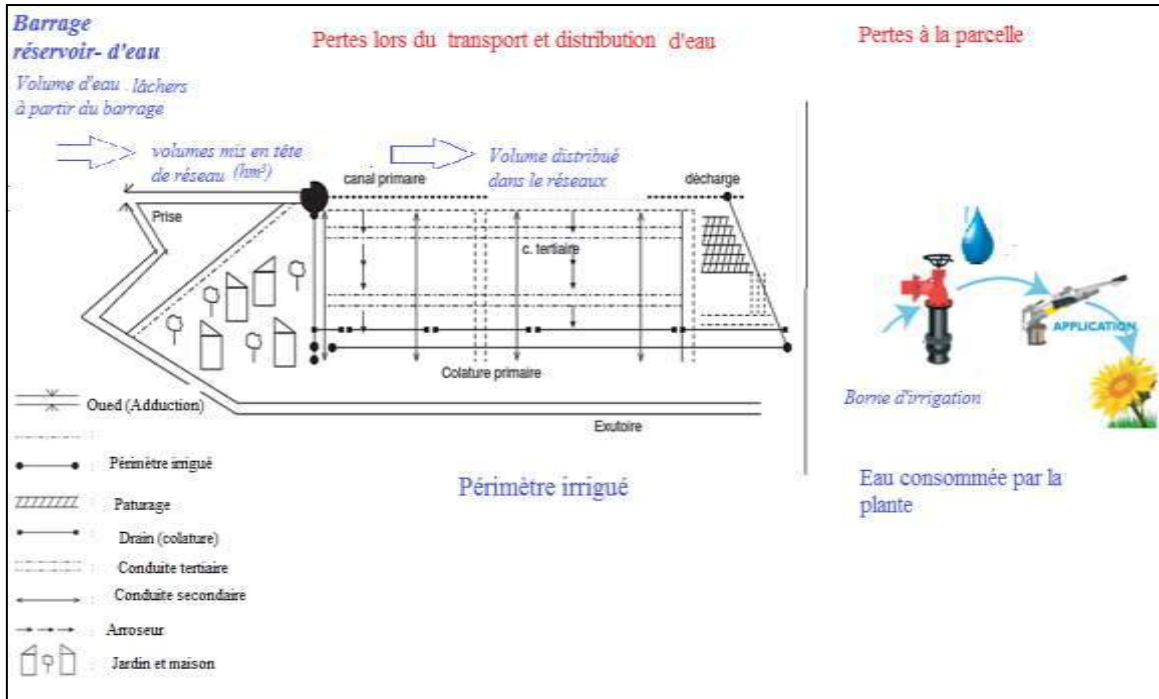 Barrage
réservoir- d'eau
Volume d'eau . lâchers
à partir du barrage
Pertes lors du transport et distribution d'eau
Pertes à la parcelle
volumes mis en tête
de réseau (hm³)
Volume distribué
dans le réseaux
canal primaire
décharge
Prise
c. tertiaire
Colature primaire
Exutoire
APPLICATION
Borne d'irrigation
Périmètre irrigué
Eau consommée par la
plante
Oued (Adduction)
:
: Périmètre irrigué
: Paturage
: Drain (colature)
: Conduite tertiaire
: Conduite secondaire
: Arroseur
: Jardin et maison